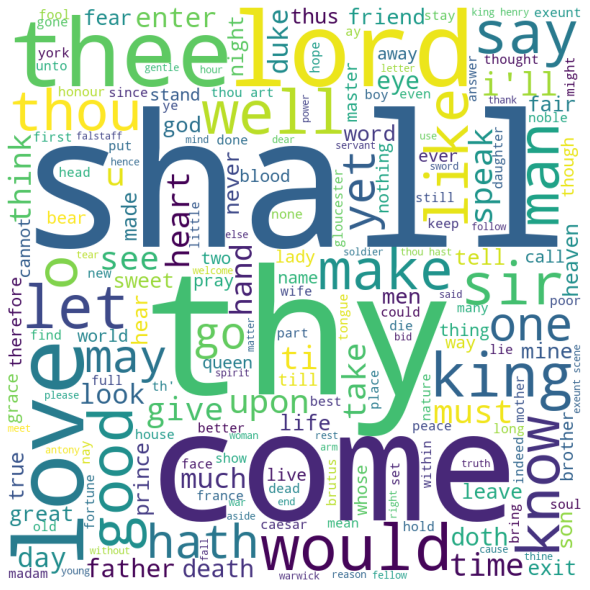 fool
gone
fear
enter
thus
friend
stay
king henry
exeunt
york
unto
thee
lord
night
duke
hope
ay
letter
away
thought
answer
might
say
gentle
hour
honour
since
stand
thou art
eye
master
boy
even
thank
i'll
thou
well
god
like
fair
noble
first
falstaff
ye
power
put
mind
done
dear
word
ever
use
daughter
though
think
head
hence
servant
sword
u
shall
yet
speak
man
bear
made
heart
never
blood
little
none
else
nothing
gloucester
still
keep
follow
cannot
tear
new
welcome
o
see
two
hand
lady
make
soldier
thou hast
tell
call
heaven
sweet
pray
name
men
sir
said
poor
therefore
find
world
hear
wife
could
die
bid
thing
many
let
matter
thy
go
tongue
one
may
ti
part
way
lie
mine
grace
please
full
th'
look
queen
spirit
till
place
take
king
exeunt scene
meet
antony
nay
love
good
give
upon
best
nature
must
long
mother
house
better
life
peace
indeed
brother
true
prince
woman
rest
arm
within
know
fortune
much
face
show
live
brutus
whose
come
truth
great
france
war
dead
set
leave
bring
soul
old
without
aside
end
caesar
mean
right
hold
son
day
hath
would
doth
cause
time
thine
exit
madam
young
father
death
fall
warwick
reason
fellow